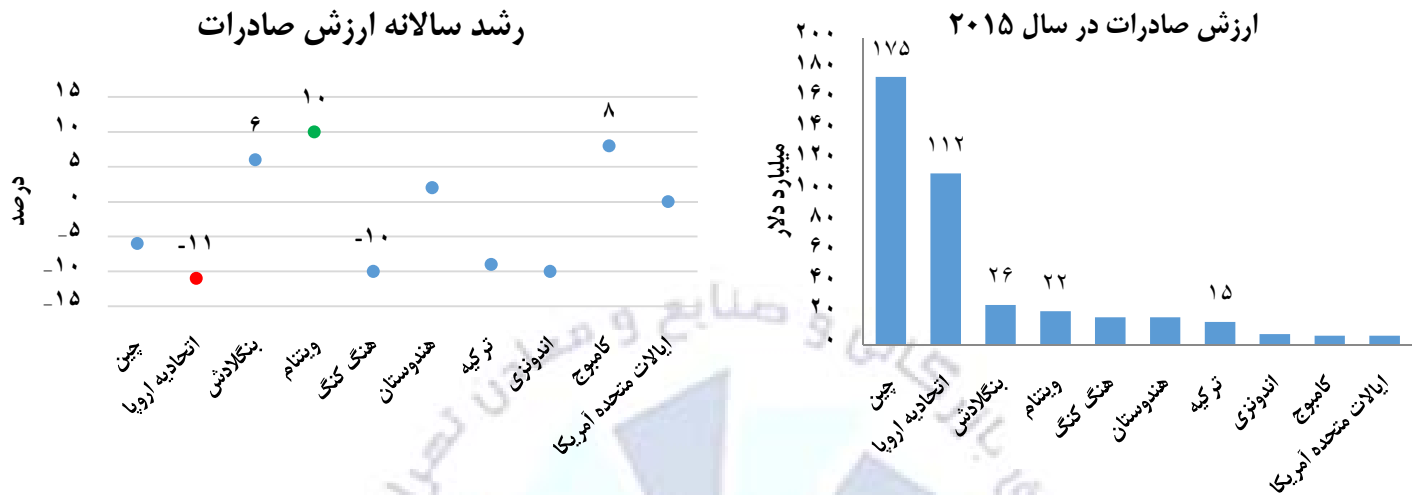 ارزش صادرات در سال ۲۰۱۵
میلیارد دلار
۲۰۰
۱۸۰
۱۶۰
۱۴۰
۱۲۰
۱۰۰
۸۰
۶۰
۴۰
۲۰
۰
۱۷۵
۱۱۲
۲۶
۲۲
۱۵
چین
اتحادیه اروپا
بنگلادش
ویتنام
هنگ کنگ
هندوستان
ترکیه
اندونزی
کامبوج
ایالات متحده آمریکا
رشد سالانه ارزش صادرات
درصد
۱۵
۱۰
۵
۰
-۵
-۱۰
-۱۵
-۱۱
۶
۱۰
-۱۰
۸
چین
اتحادیه اروپا
بنگلادش
ویتنام
هنگ کنگ
هندوستان
ترکیه
اندونزی
کامبوج
ایالات متحده آمریکا
بازرگانی و صنایع و معادن